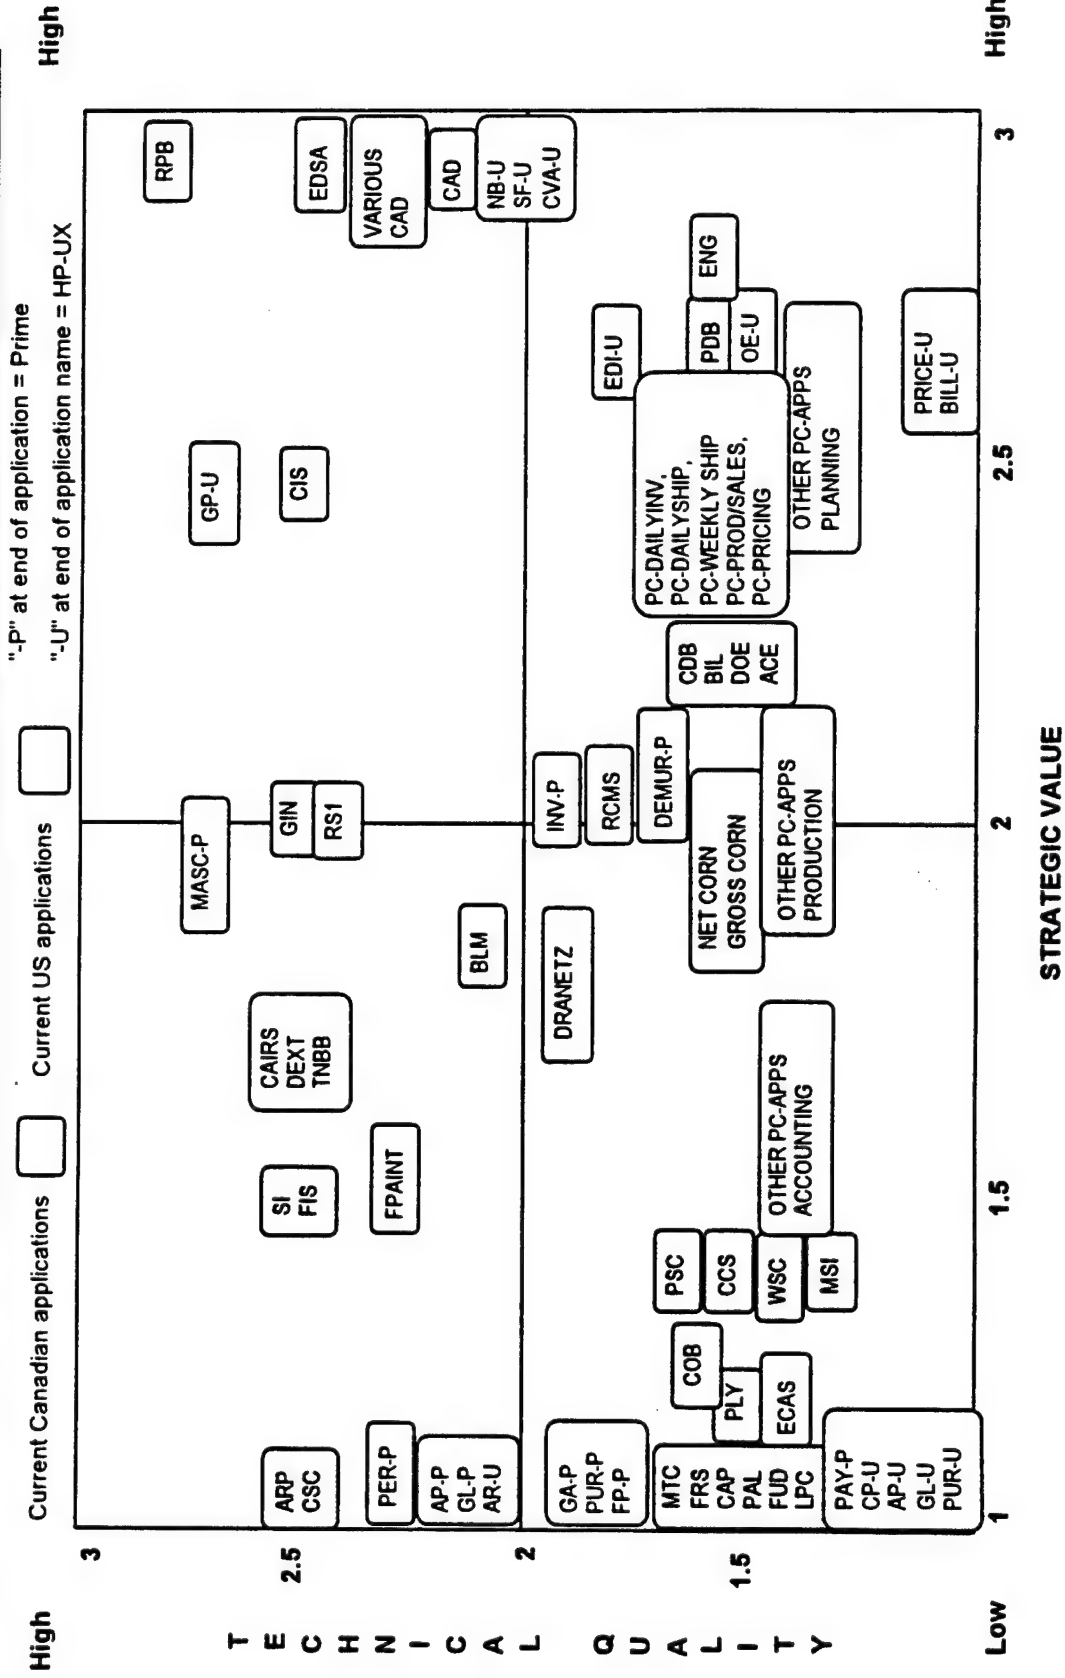 "-P" at end of application = Prime
Current Canadian applications
Current US applications
"-U" at end of application name = HP-UX
High
High
TECHNICAL QUALITY
3
2.5
2
1.5
RPB
GP-U
MASC-P
EDSA
CIS
GIN
RS1
CAIRS
DEXT
TNBB
SI
FIS
ARP
CSC
VARIOUS
CAD
FPAINT
PER-P
CAD
BLM
AP-P
GL-P
AR-U
NB-U
SF-U
CVA-U
INV-P
DRANETZ
GA-P
PUR-P
FP-P
EDI-U
RCMS
DEMUR-P
ENG
PDB
OE-U
PC-DAILYINV,
PC-DAILYSHIP,
PC-WEEKLY SHIP
PC-PROD/SALES,
PC-PRICING
CDB
BIL
DOE
ACE
NET CORN
GROSS CORN
PSC
CCS
WSC
MSI
COB
PLY
ECAS
MTC
FRS
CAP
PAL
FUD
LPC
OTHER PC-APPS
PLANNING
OTHER PC-APPS
PRODUCTION
OTHER PC-APPS
ACCOUNTING
PRICE-U
BILL-U
PAY-P
CP-U
AP-U
GL-U
PUR-U
Low
1
1.5
2
2.5
3
High
STRATEGIC VALUE